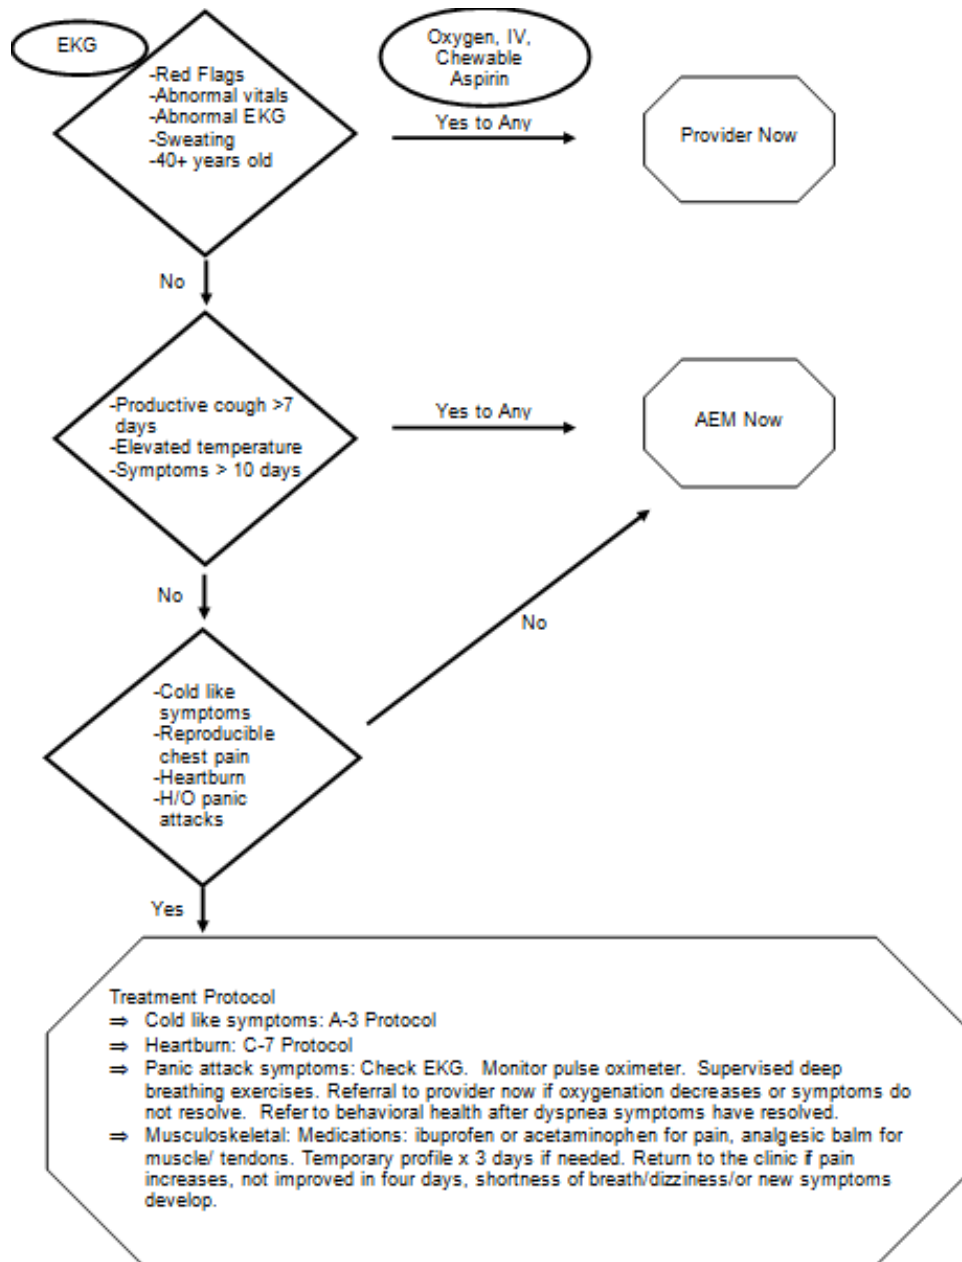 EKG
Oxygen, IV,
Chewable
Aspirin
-Red Flags
-Abnormal vitals
-Abnormal EKG
-Sweating
-40+ years old
Yes to Any
Provider Now
No
-Productive cough >7
days
-Elevated temperature
-Symptoms > 10 days
Yes to Any
AEM Now
No
No
-Cold like
symptoms
-Reproducible
chest pain
-Heartburn
-H/O panic
attacks
Yes
Treatment Protocol
⇒ Cold like symptoms: A-3 Protocol
⇒ Heartburn: C-7 Protocol
⇒ Panic attack symptoms: Check EKG. Monitor pulse oximeter. Supervised deep
breathing exercises. Referral to provider now if oxygenation decreases or symptoms do
not resolve. Refer to behavioral health after dyspnea symptoms have resolved.
⇒ Musculoskeletal: Medications: ibuprofen or acetaminophen for pain, analgesic balm for
muscle/ tendons. Temporary profile x 3 days if needed. Return to the clinic if pain
increases, not improved in four days, shortness of breath/dizziness/or new symptoms
develop.